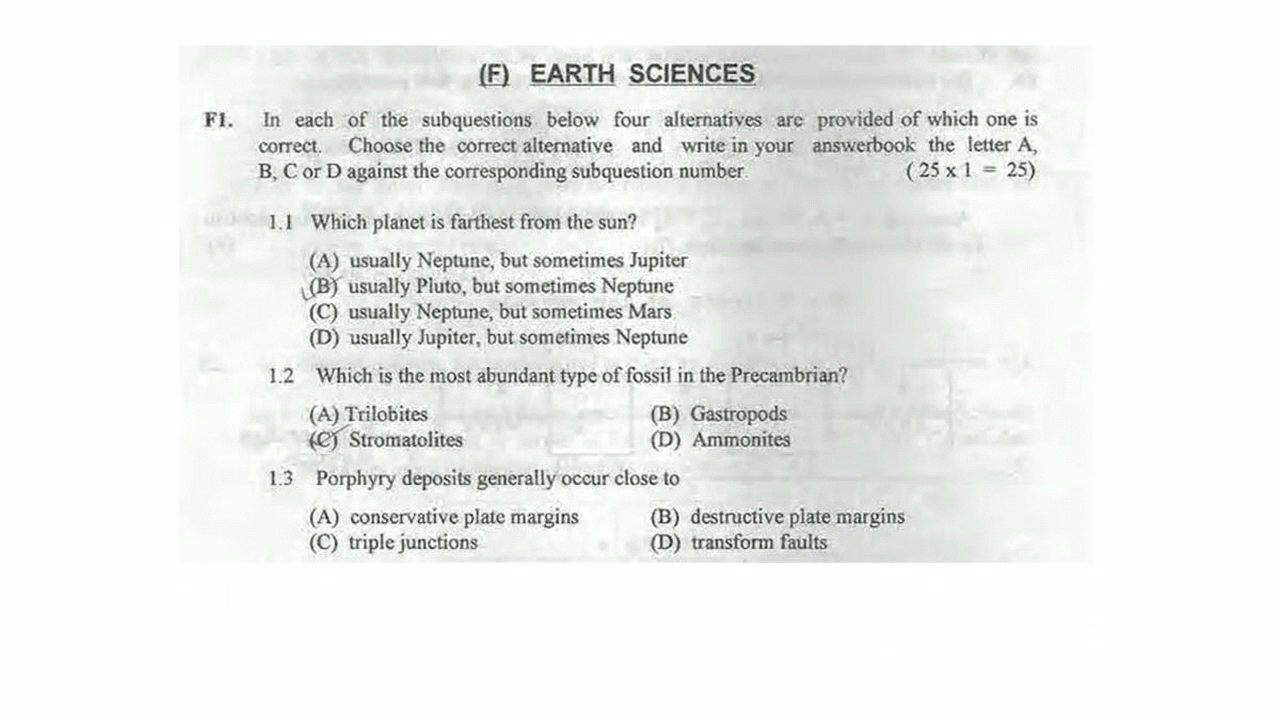 (F) EARTH SCIENCES
F1. In each of the subquestions below four alternatives are provided of which one is
correct. Choose the correct alternative and write in your answerbook the letter A,
B, C or D against the corresponding subquestion number. ( 25 x 1 = 25)
1.1 Which planet is farthest from the sun?
(A) usually Neptune, but sometimes Jupiter
(B) usually Pluto, but sometimes Neptune
(C) usually Neptune, but sometimes Mars
(D) usually Jupiter, but sometimes Neptune
1.2 Which is the most abundant type of fossil in the Precambrian?
(A) Trilobites (B) Gastropods
(C) Stromatolites (D) Ammonites
1.3 Porphyry deposits generally occur close to
(A) conservative plate margins (B) destructive plate margins
(C) triple junctions (D) transform faults